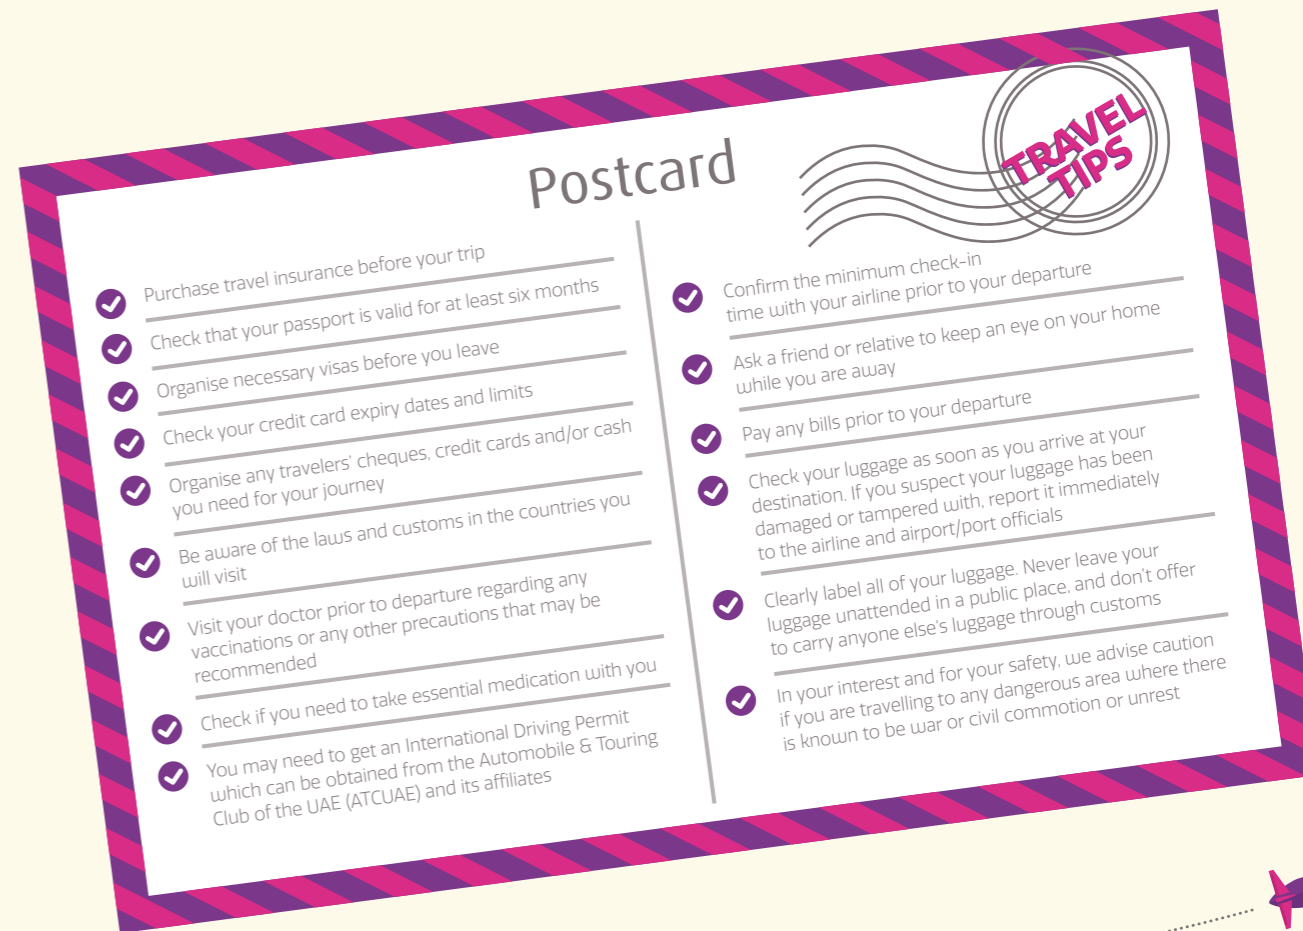 Postcard
TRAVEL
TIPS
Purchase travel insurance before your trip
Check that your passport is valid for at least six months
Organise necessary visas before you leave
Check your credit card expiry dates and limits
Organise any travelers' cheques, credit cards and/or cash
you need for your journey
Be aware of the laws and customs in the countries you
will visit
Visit your doctor prior to departure regarding any
vaccinations or any other precautions that may be
recommended
Check if you need to take essential medication with you
You may need to get an International Driving Permit
which can be obtained from the Automobile & Touring
Club of the UAE (ATCUAE) and its affiliates
Confirm the minimum check-in
time with your airline prior to your departure
Ask a friend or relative to keep an eye on your home
while you are away
Pay any bills prior to your departure
Check your luggage as soon as you arrive at your
destination. If you suspect your luggage has been
damaged or tampered with, report it immediately
to the airline and airport/port officials
Clearly label all of your luggage. Never leave your
luggage unattended in a public place, and don't offer
to carry anyone else's luggage through customs
In your interest and for your safety, we advise caution
if you are travelling to any dangerous area where there
is known to be war or civil commotion or unrest